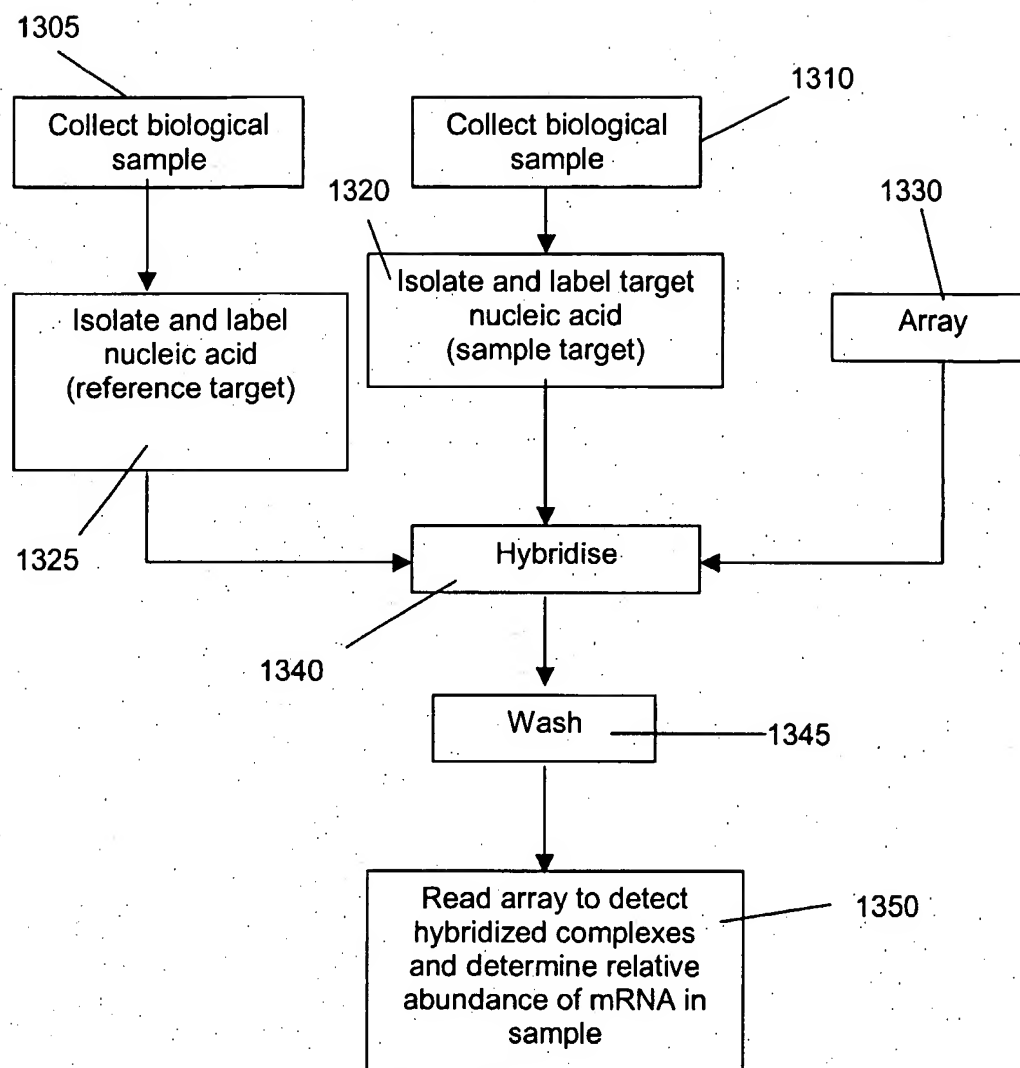 1305
Collect biological
sample
Collect biological
sample
1310
1320
1330
Isolate and label
nucleic acid
(reference target)
Isolate and label target
nucleic acid
(sample target)
Array
1325
Hybridise
1340
Wash
1345
Read array to detect
hybridized complexes
and determine relative
abundance of mRNA in
sample
1350